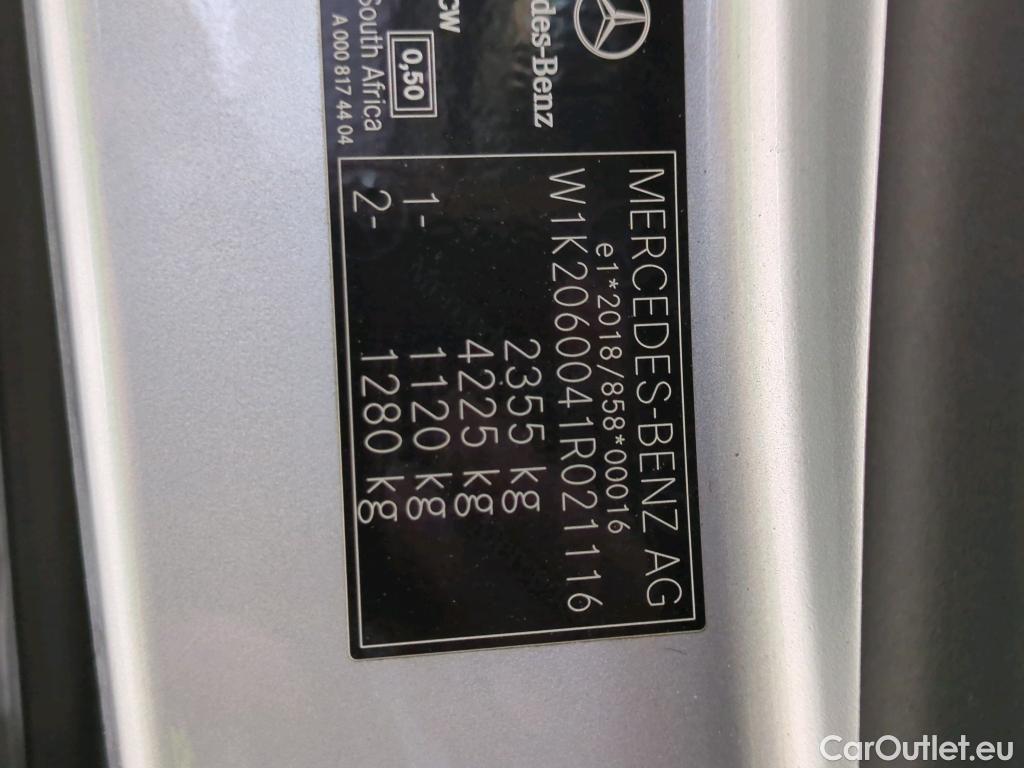 des-Benz
CW
0,50
South Africa
A 000 817 44 04
MERCEDES-BENZ AG
e1*2018/858*00016
W1K2060041R021116
2355 kg
4225 kg
1- 1120 kg
2- 1280 kg
CarOutlet.eu